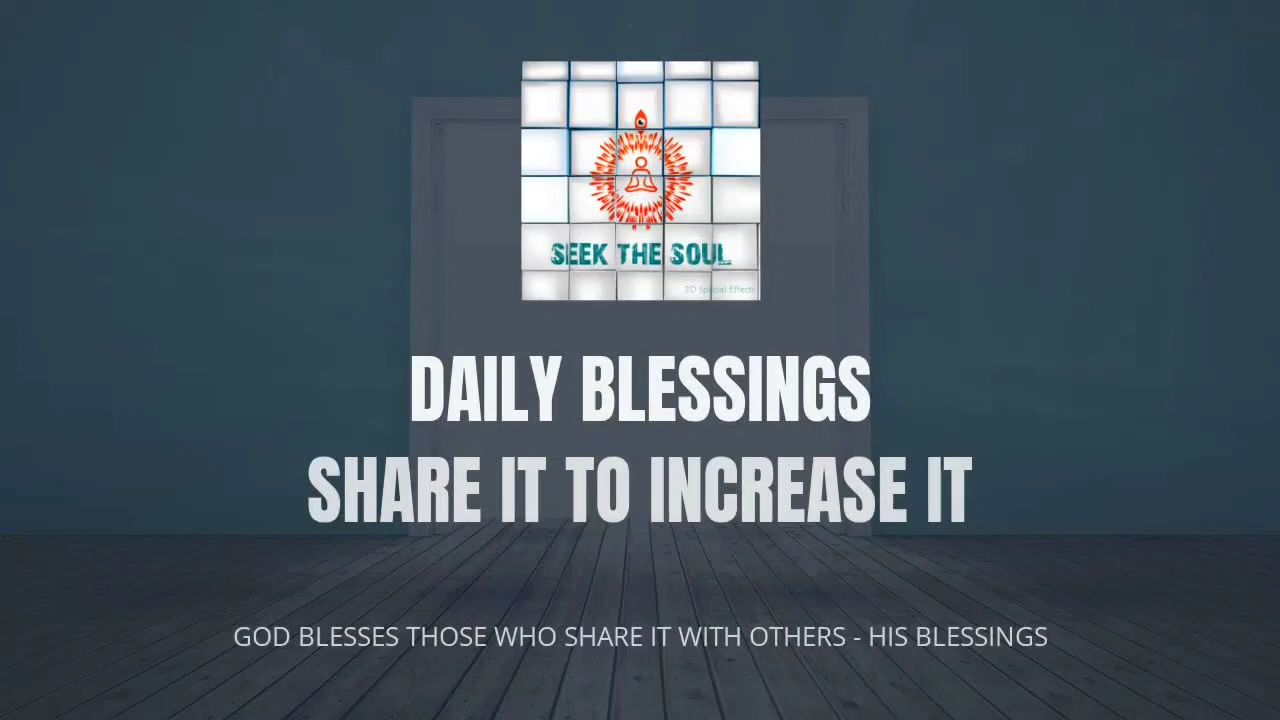 SEEK THE SOUL
3D Special Effects
DAILY BLESSINGS
SHARE IT TO INCREASE IT
GOD BLESSES THOSE WHO SHARE IT WITH OTHERS - HIS BLESSINGS